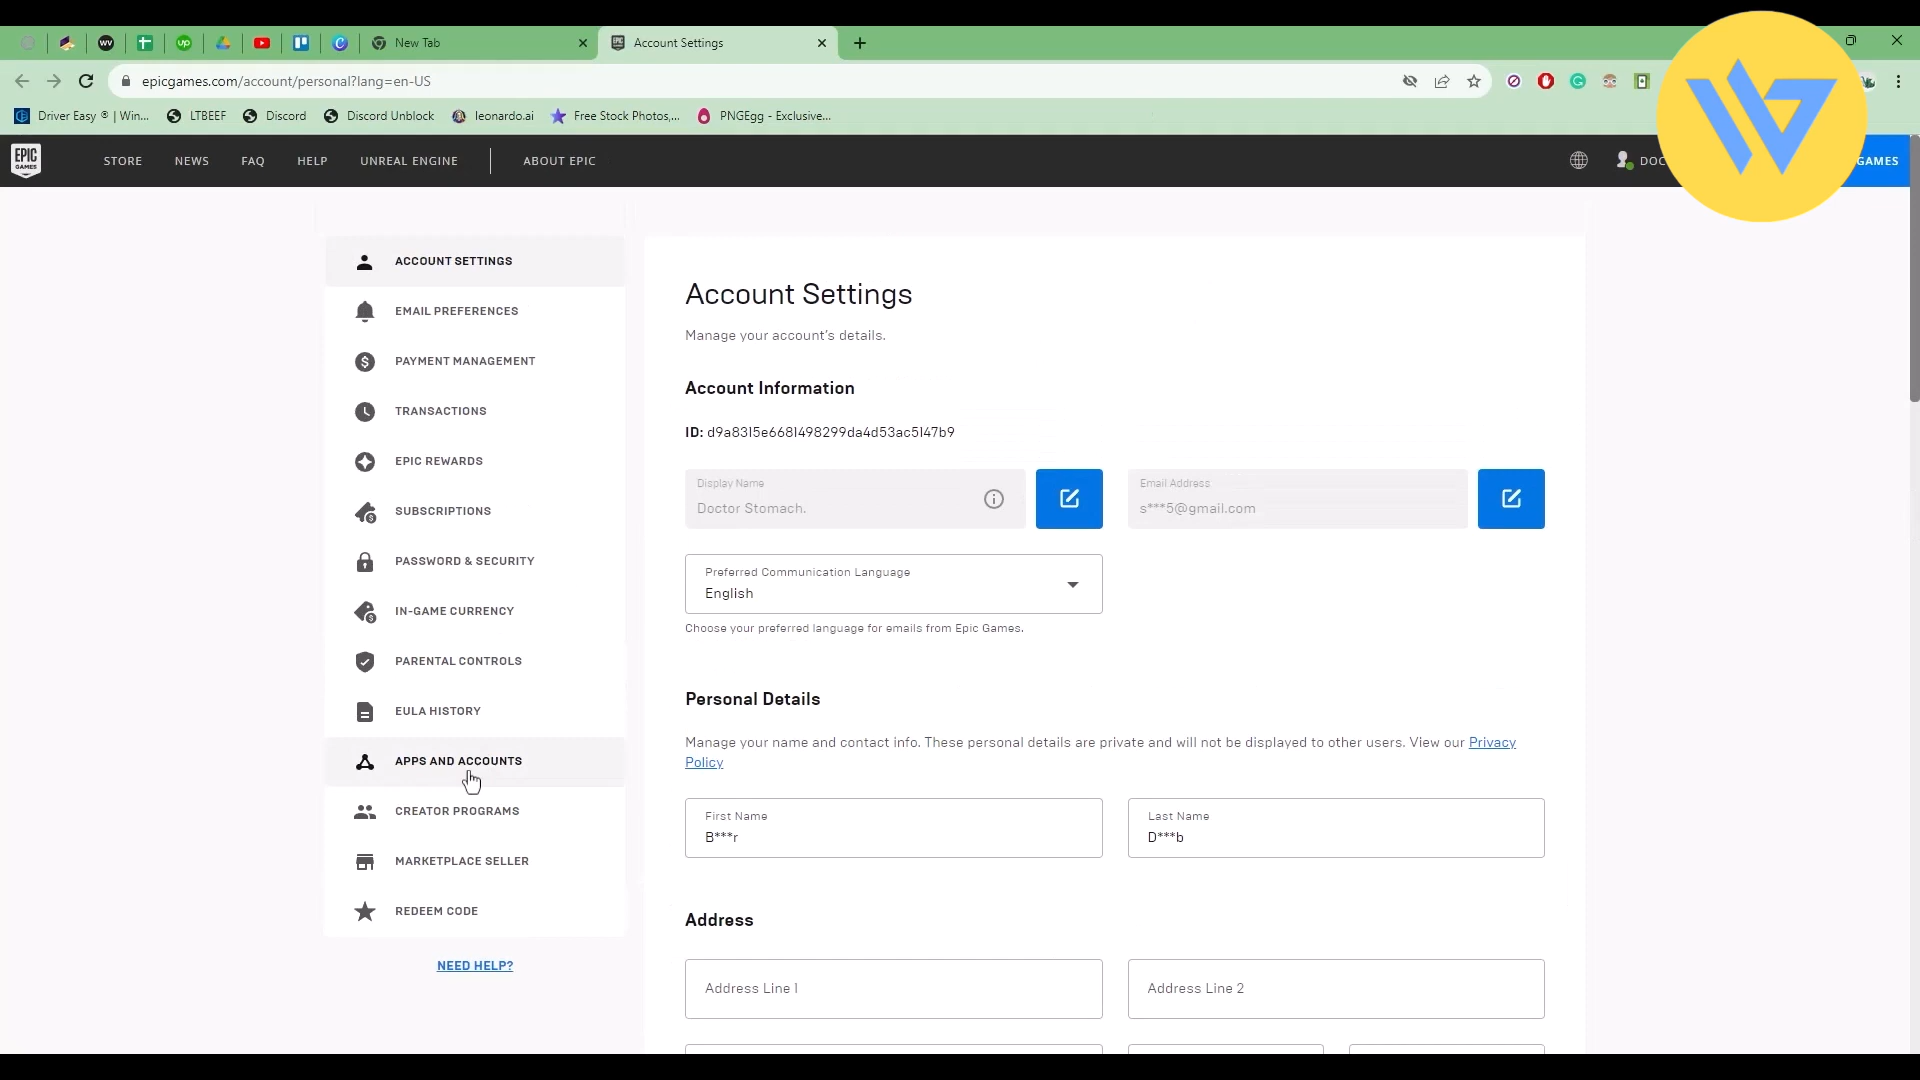 New Tab
Account Settings
epicgames.com/account/personal?lang=en-US
Driver Easy ® | Win...
LTBEEF
Discord
Discord Unblock
leonardo.ai
Free Stock Photos,...
PNGEgg - Exclusive...
EPIC GAMES
STORE
NEWS
FAQ
HELP
UNREAL ENGINE
ABOUT EPIC
DOC
GAMES
ACCOUNT SETTINGS
EMAIL PREFERENCES
PAYMENT MANAGEMENT
TRANSACTIONS
EPIC REWARDS
SUBSCRIPTIONS
PASSWORD & SECURITY
IN-GAME CURRENCY
PARENTAL CONTROLS
EULA HISTORY
APPS AND ACCOUNTS
CREATOR PROGRAMS
MARKETPLACE SELLER
REDEEM CODE
NEED HELP?
Account Settings
Manage your account's details.
Account Information
ID: d9a8315e6681498299da4d53ac5147b9
Display Name
Doctor Stomach.
Email Address
s***5@gmail.com
Preferred Communication Language
English
Choose your preferred language for emails from Epic Games.
Personal Details
Manage your name and contact info. These personal details are private and will not be displayed to other users. View our Privacy
Policy
First Name
B***r
Last Name
D***b
Address
Address Line 1
Address Line 2